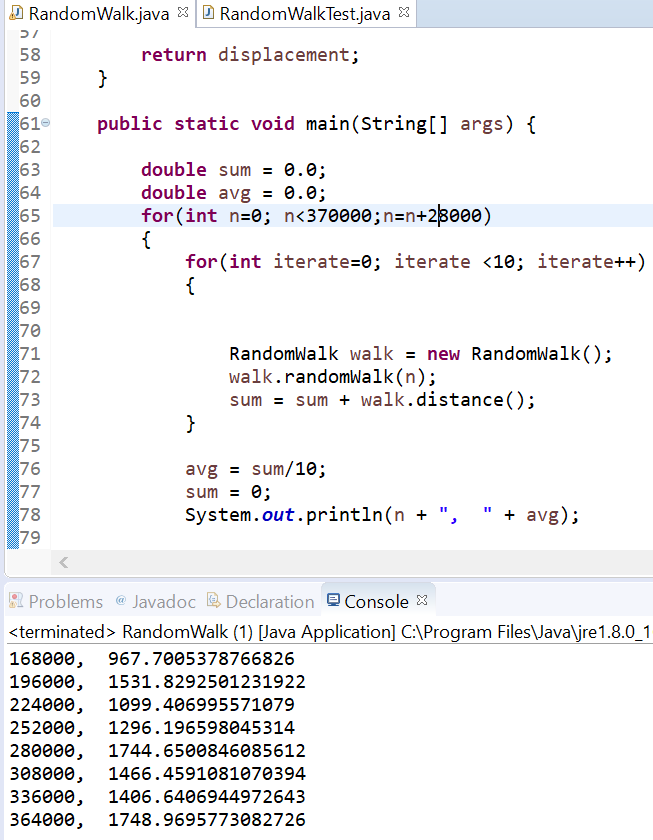 RandomWalk.java RandomWalkTest.java
57
58 return displacement;
59 }
60
61 public static void main(String[] args) {
62
63 double sum = 0.0;
64 double avg = 0.0;
65 for(int n=0; n<370000;n=n+28000)
66 {
67 for(int iterate=0; iterate <10; iterate++)
68 {
69
70
71 RandomWalk walk = new RandomWalk();
72 walk.randomWalk(n);
73 sum = sum + walk.distance();
74 }
75
76 avg = sum/10;
77 sum = 0;
78 System.out.println(n + ",  " + avg);
79
Problems @ Javadoc Declaration Console
<terminated> RandomWalk (1) [Java Application] C:\Program Files\Java\jre1.8.0_1
168000,  967.7005378766826
196000,  1531.8292501231922
224000,  1099.406995571079
252000,  1296.196598045314
280000,  1744.6500846085612
308000,  1466.4591081070394
336000,  1406.6406944972643
364000,  1748.9695773082726